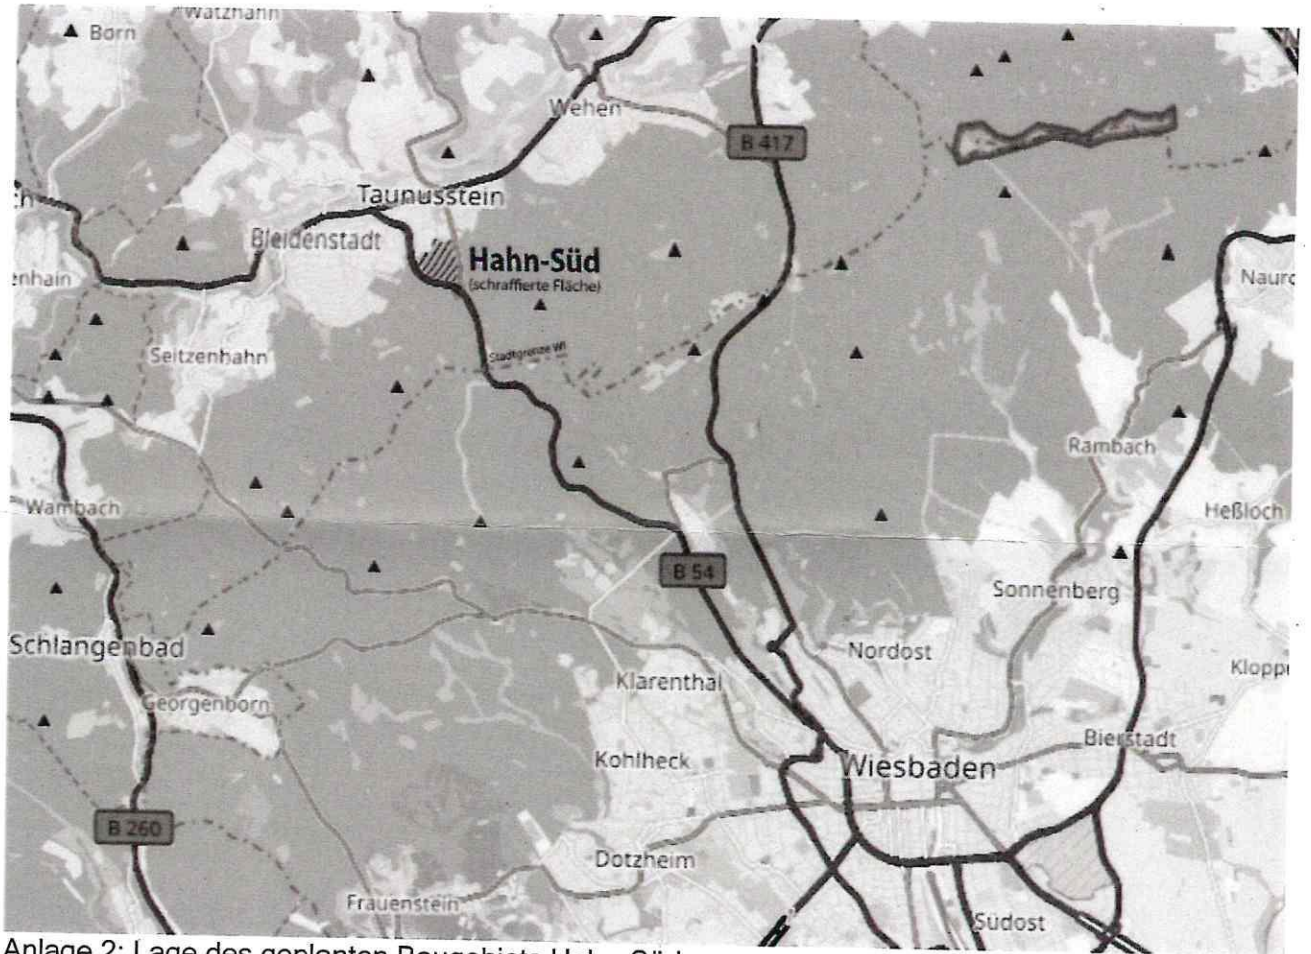 Watzhahn
Born
Wehen
B 417
Taunusstein
Bleidenstadt
Hahn-Süd
(schraffierte Fläche)
enhain
Naurod
Seitzenhahn
Stadtgrenze WI
Rambach
Wambach
Heßloch
B 54
Sonnenberg
Schlangenbad
Nordost
Kloppe
Klarenthal
Georgenborn
Bierstadt
Kohlheck
Wiesbaden
B 260
Dotzheim
Frauenstein
Südost
Anlage 2: Lage des geplanten Baugebiets Hahn-Süd